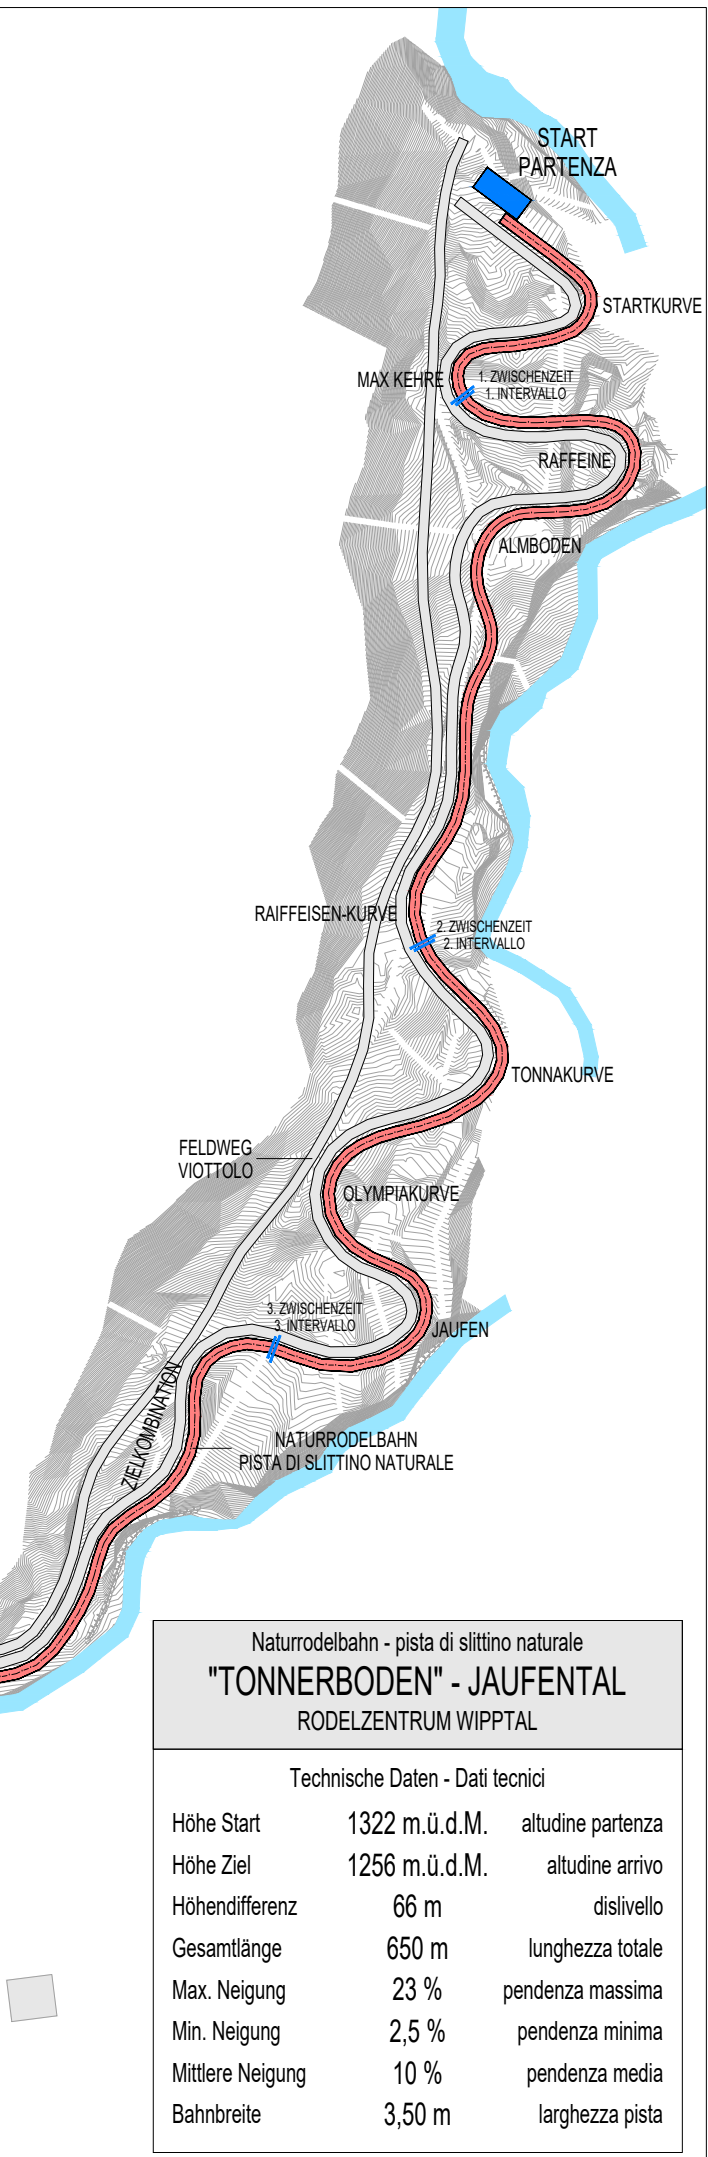 START
PARTENZA
STARTKURVE
MAX KEHRE
1. ZWISCHENZEIT
1. INTERVALLO
RAFFEINE
ALMBODEN
RAIFFEISEN-KURVE
2. ZWISCHENZEIT
2. INTERVALLO
TONNAKURVE
FELDWEG
VIOTTOLO
OLYMPIAKURVE
3. ZWISCHENZEIT
3. INTERVALLO
JAUFEN
ZIELKOMBINATION
NATURRODELBAHN
PISTA DI SLITTINO NATURALE
Naturrodelbahn - pista di slittino naturale
"TONNERBODEN" - JAUFENTAL
RODELZENTRUM WIPPTAL
Technische Daten - Dati tecnici
Höhe Start 1322 m.ü.d.M. altudine partenza
Höhe Ziel 1256 m.ü.d.M. altudine arrivo
Höhendifferenz 66 m dislivello
Gesamtlänge 650 m lunghezza totale
Max. Neigung 23 % pendenza massima
Min. Neigung 2,5 % pendenza minima
Mittlere Neigung 10 % pendenza media
Bahnbreite 3,50 m larghezza pista